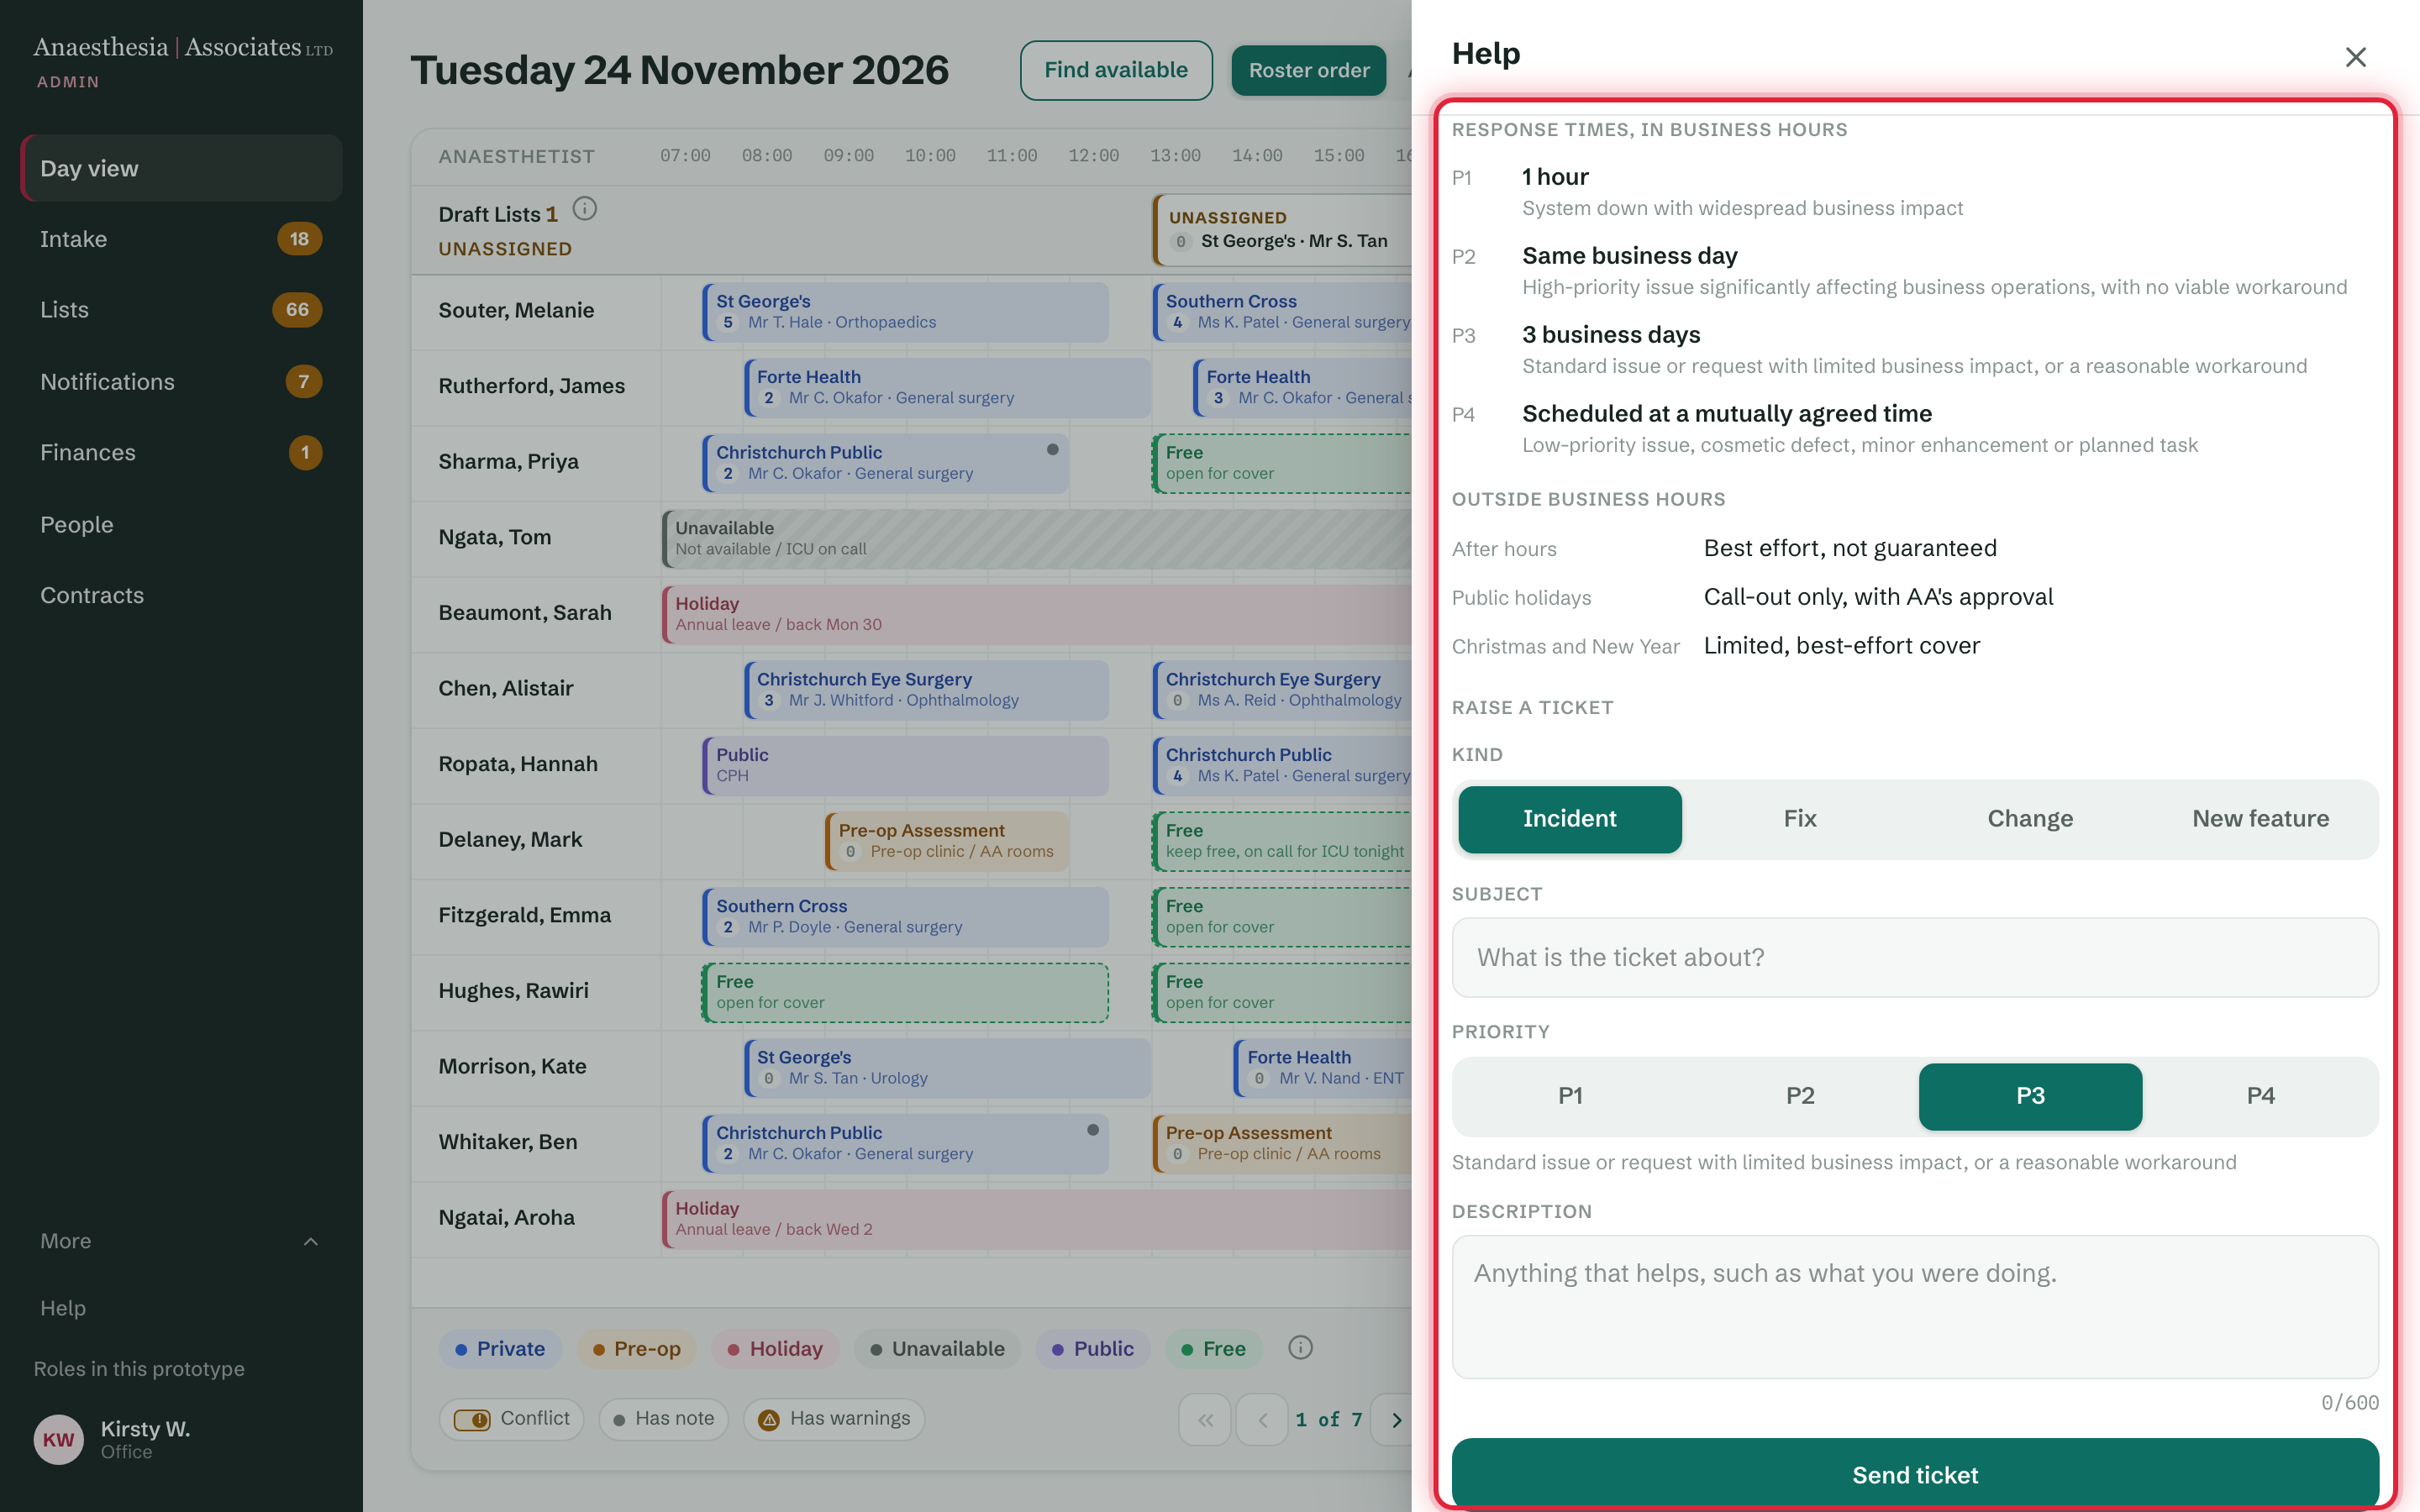 Anaesthesia | Associates LTD
ADMIN
Day view
Intake 18
Lists 66
Notifications 7
Finances 1
People
Contracts
More
Help
Roles in this prototype
KW Kirsty W.
Office
Tuesday 24 November 2026
Find available
Roster order
ANAESTHETIST 07:00 08:00 09:00 10:00 11:00 12:00 13:00 14:00 15:00
Draft Lists 1
UNASSIGNED
UNASSIGNED
0 St George's · Mr S. Tan
Souter, Melanie
St George's
5 Mr T. Hale · Orthopaedics
Southern Cross
4 Ms K. Patel · General surgery
Rutherford, James
Forte Health
2 Mr C. Okafor · General surgery
Forte Health
3 Mr C. Okafor · General s
Sharma, Priya
Christchurch Public
2 Mr C. Okafor · General surgery
Free
open for cover
Ngata, Tom
Unavailable
Not available / ICU on call
Beaumont, Sarah
Holiday
Annual leave / back Mon 30
Chen, Alistair
Christchurch Eye Surgery
3 Mr J. Whitford · Ophthalmology
Christchurch Eye Surgery
0 Ms A. Reid · Ophthalmology
Ropata, Hannah
Public
CPH
Christchurch Public
4 Ms K. Patel · General surgery
Delaney, Mark
Pre-op Assessment
0 Pre-op clinic / AA rooms
Free
keep free, on call for ICU tonight
Fitzgerald, Emma
Southern Cross
2 Mr P. Doyle · General surgery
Free
open for cover
Hughes, Rawiri
Free
open for cover
Free
open for cover
Morrison, Kate
St George's
0 Mr S. Tan · Urology
Forte Health
0 Mr V. Nand · ENT
Whitaker, Ben
Christchurch Public
2 Mr C. Okafor · General surgery
Pre-op Assessment
0 Pre-op clinic / AA rooms
Ngatai, Aroha
Holiday
Annual leave / back Wed 2
Private Pre-op Holiday Unavailable Public Free
Conflict Has note Has warnings
1 of 7
Help
RESPONSE TIMES, IN BUSINESS HOURS
P1 1 hour
System down with widespread business impact
P2 Same business day
High-priority issue significantly affecting business operations, with no viable workaround
P3 3 business days
Standard issue or request with limited business impact, or a reasonable workaround
P4 Scheduled at a mutually agreed time
Low-priority issue, cosmetic defect, minor enhancement or planned task
OUTSIDE BUSINESS HOURS
After hours Best effort, not guaranteed
Public holidays Call-out only, with AA's approval
Christmas and New Year Limited, best-effort cover
RAISE A TICKET
KIND
Incident Fix Change New feature
SUBJECT
What is the ticket about?
PRIORITY
P1 P2 P3 P4
Standard issue or request with limited business impact, or a reasonable workaround
DESCRIPTION
Anything that helps, such as what you were doing.
0/600
Send ticket